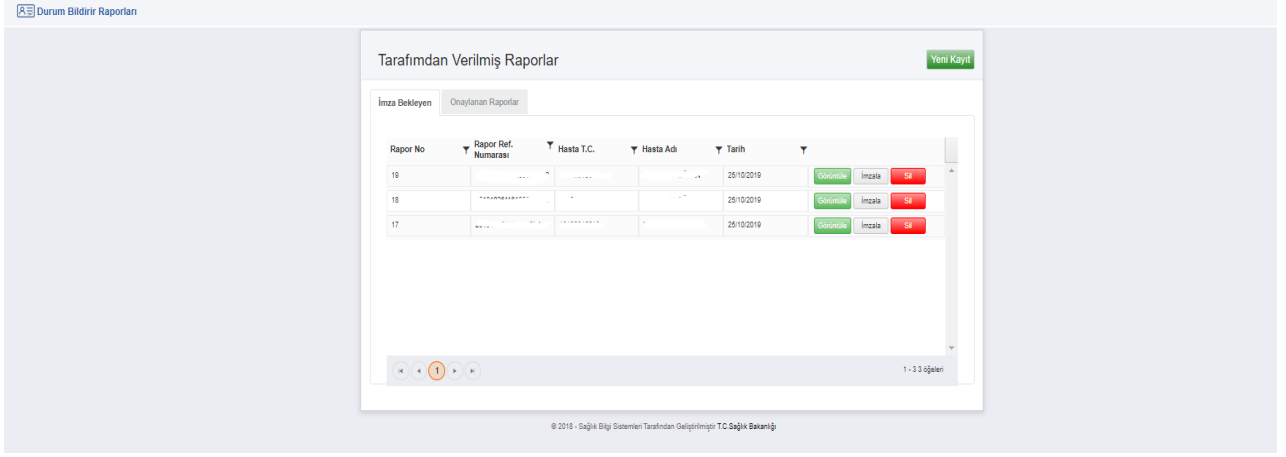 Durum Bildirir Raporları
Tarafımdan Verilmiş Raporlar
Yeni Kayıt
İmza Bekleyen Onaylanan Raporlar
Rapor No Rapor Ref. Numarası Hasta T.C. Hasta Adı Tarih
19 25/10/2019 Görüntüle İmzala Sil
18 25/10/2019 Görüntüle İmzala Sil
17 25/10/2019 Görüntüle İmzala Sil
1 1 - 3 3 öğeleri
© 2018 - Sağlık Bilgi Sistemleri Tarafından Geliştirilmiştir T.C.Sağlık Bakanlığı